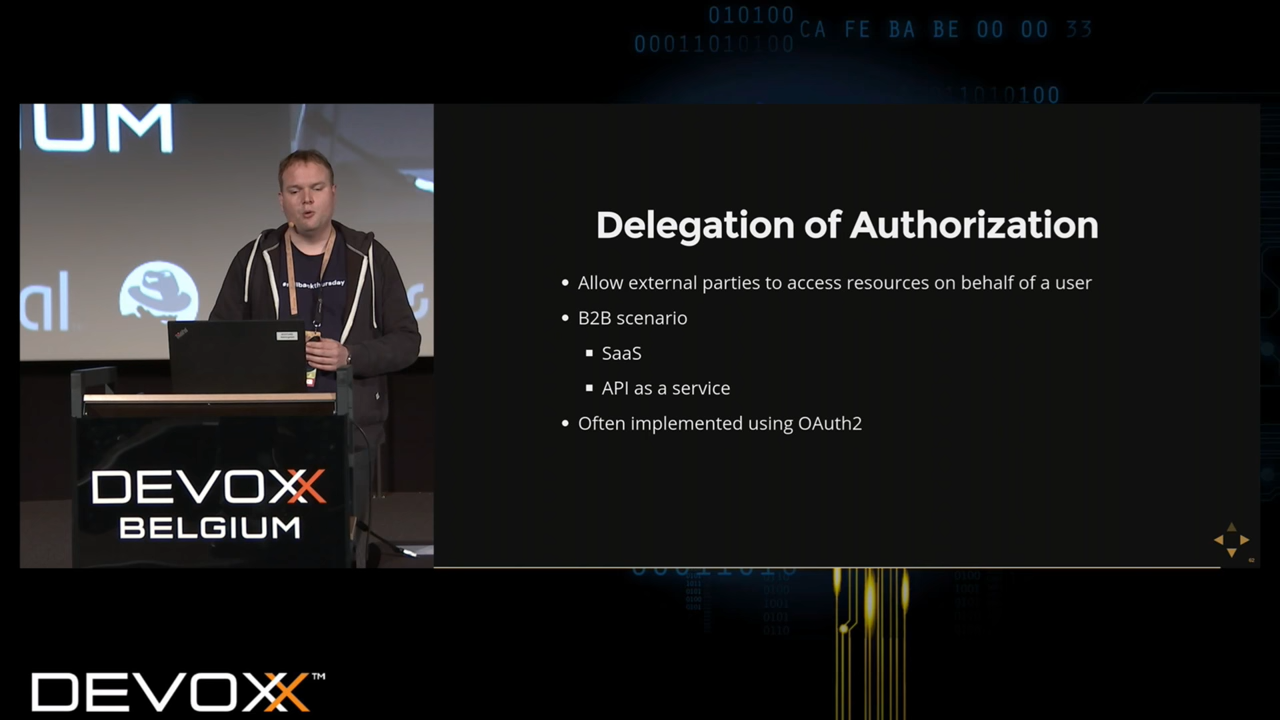 010100
00011010100
CA FE BA BE 00 00 33
1010100
IUM
al
Delegation of Authorization
• Allow external parties to access resources on behalf of a user
• B2B scenario
▪ SaaS
▪ API as a service
• Often implemented using OAuth2
DEVOXX
BELGIUM
DEVOXX™